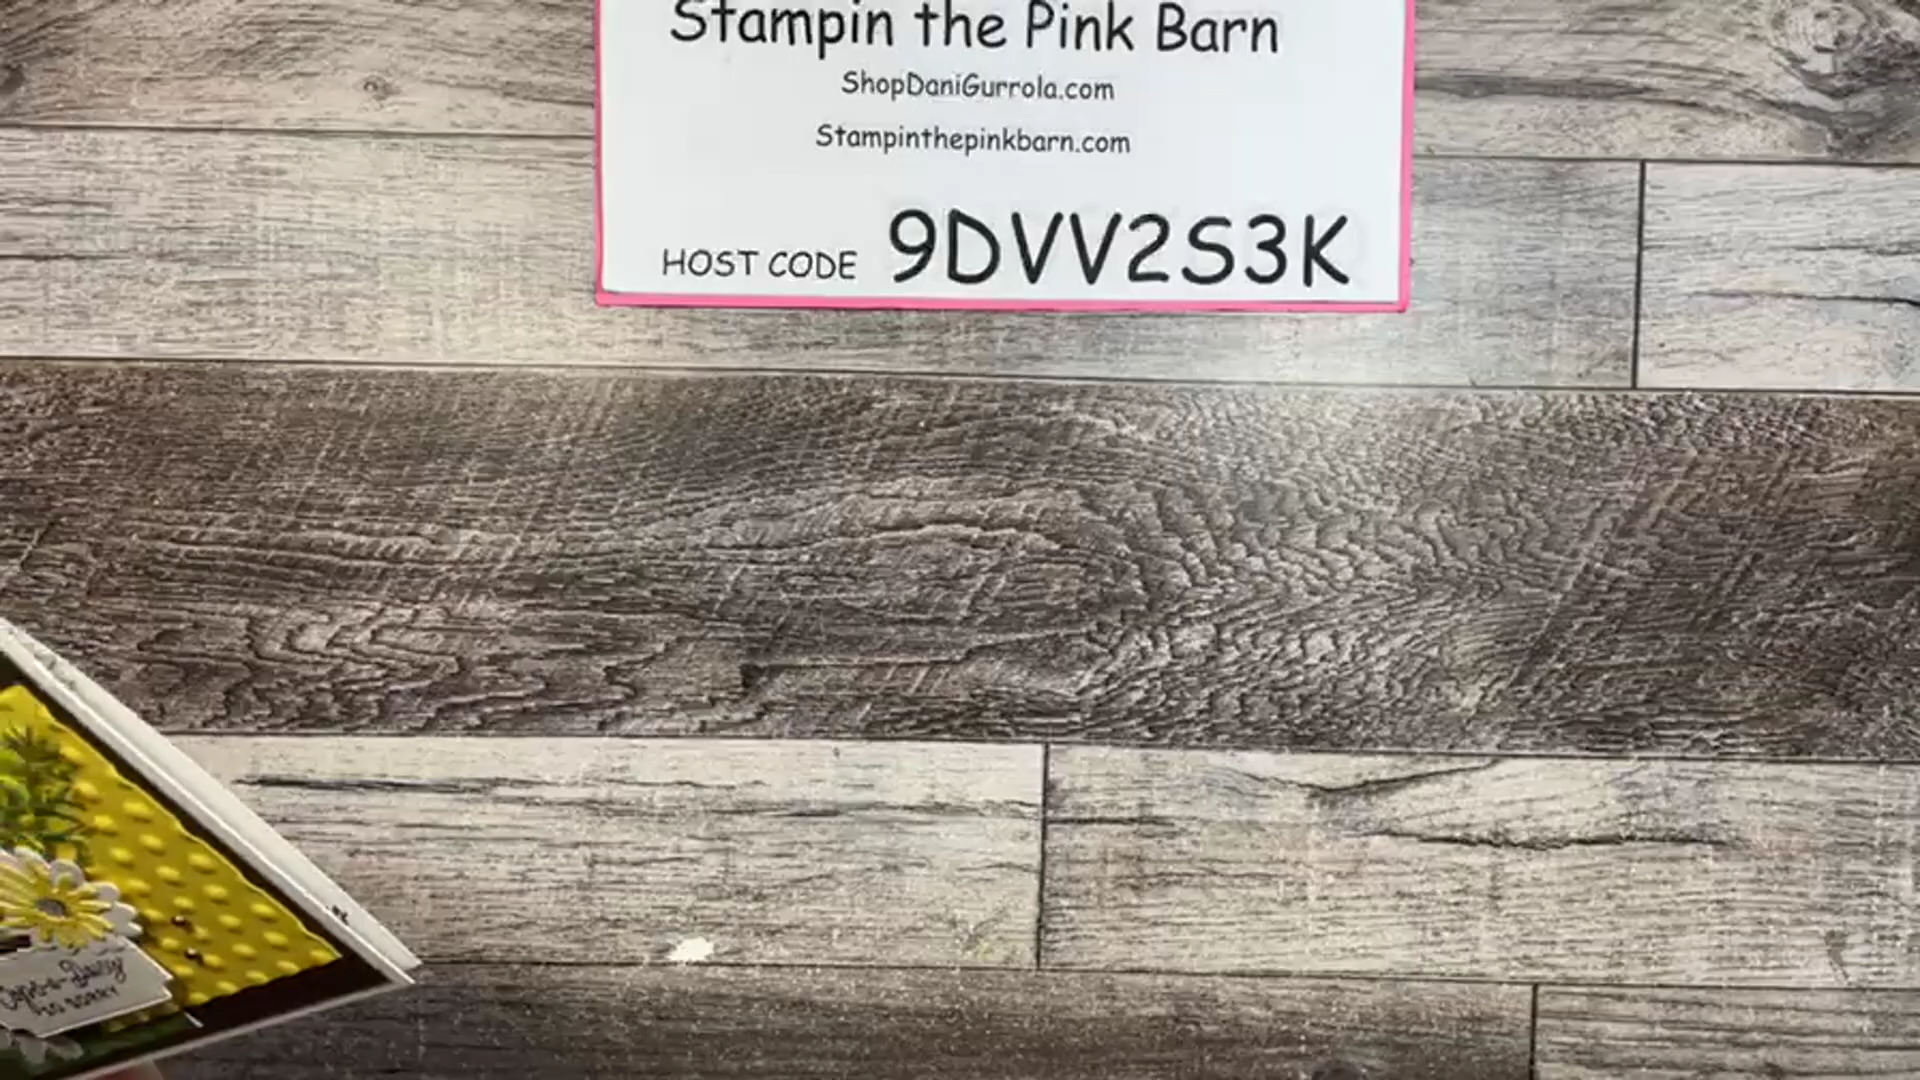 Stampin the Pink Barn
ShopDaniGurrola.com
Stampinthepinkbarn.com
HOST CODE 9DVV2S3K